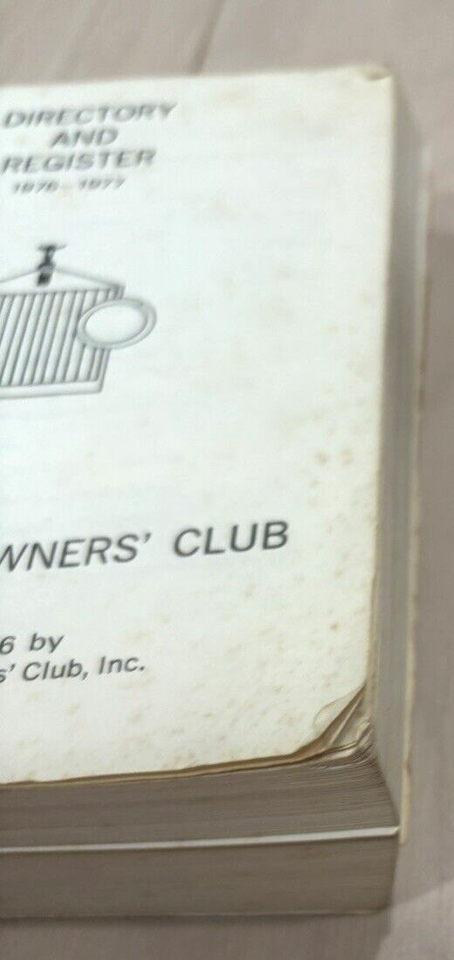 DIRECTORY
AND
REGISTER
1976-1977
WNERS' CLUB
6 by
s' Club, Inc.